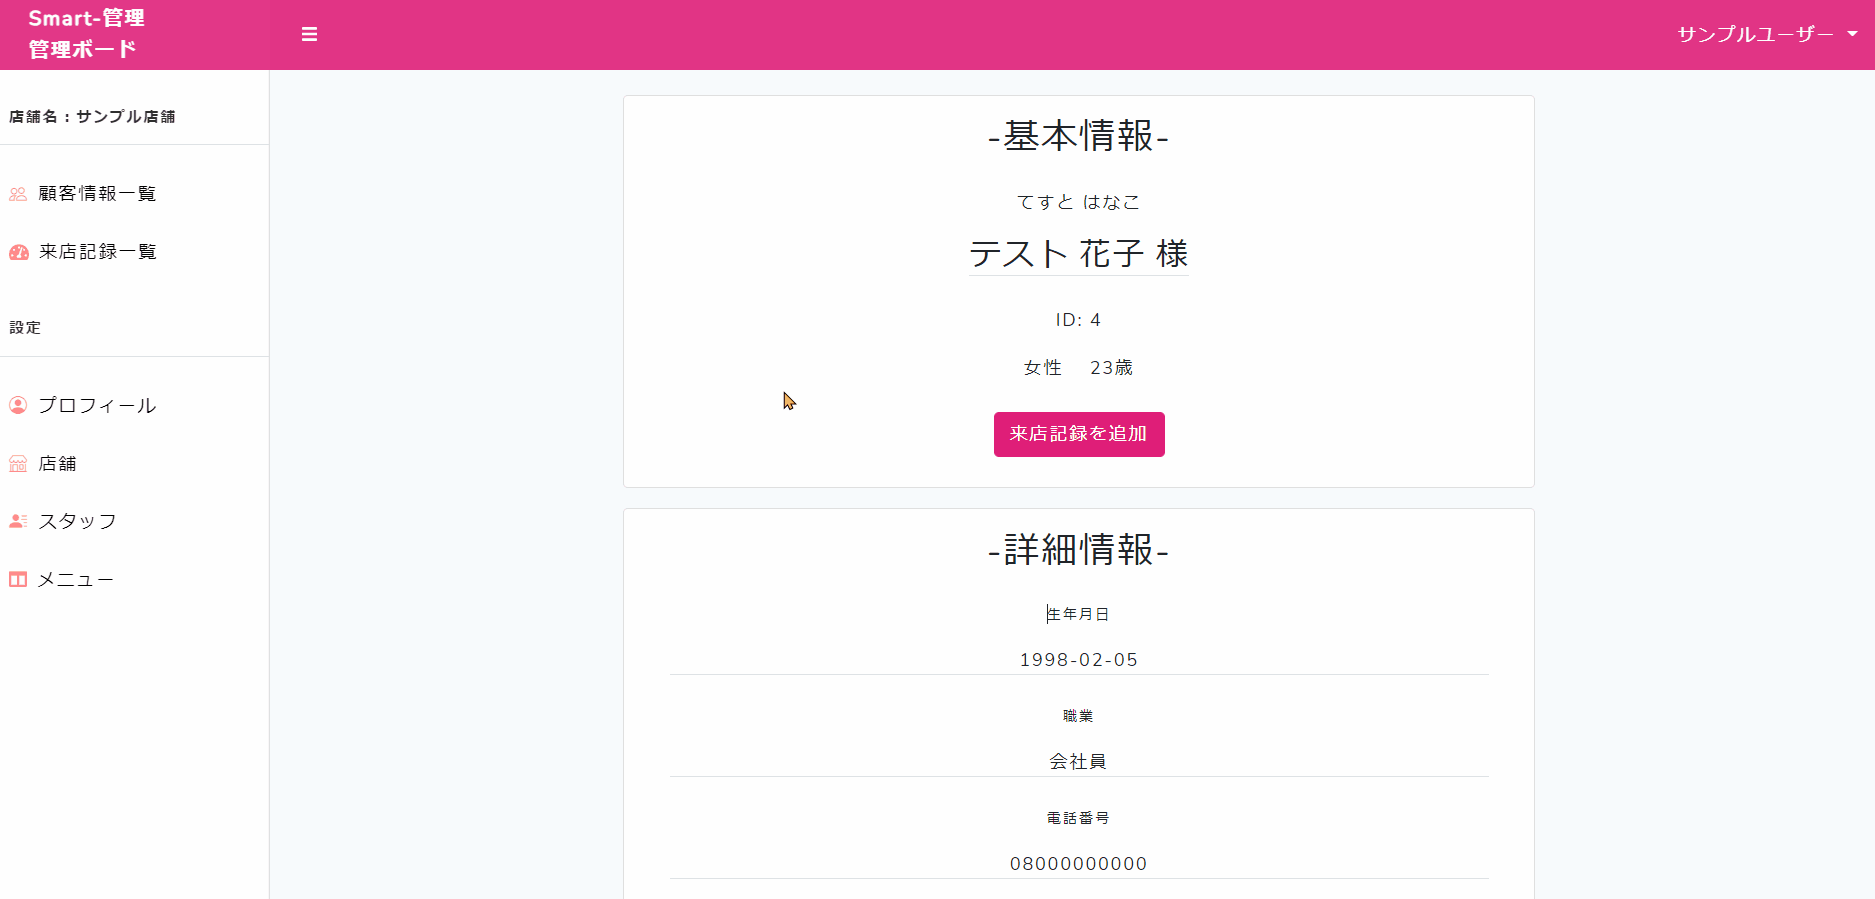 Smart-管理
管理ボード
サンプルユーザー
店舗名：サンプル店舗
顧客情報一覧
来店記録一覧
設定
プロフィール
店舗
スタッフ
メニュー
-基本情報-
てすと はなこ
テスト 花子 様
ID: 4
女性 23歳
来店記録を追加
-詳細情報-
生年月日
1998-02-05
職業
会社員
電話番号
08000000000